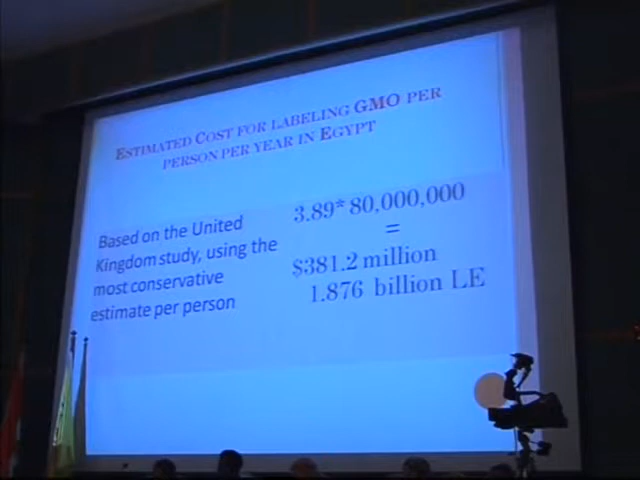 ESTIMATED COST FOR LABELING GMO PER
PERSON PER YEAR IN EGYPT
Based on the United
Kingdom study, using the
most conservative
estimate per person
3.89* 80,000,000
=
$381.2 million
1.876 billion LE